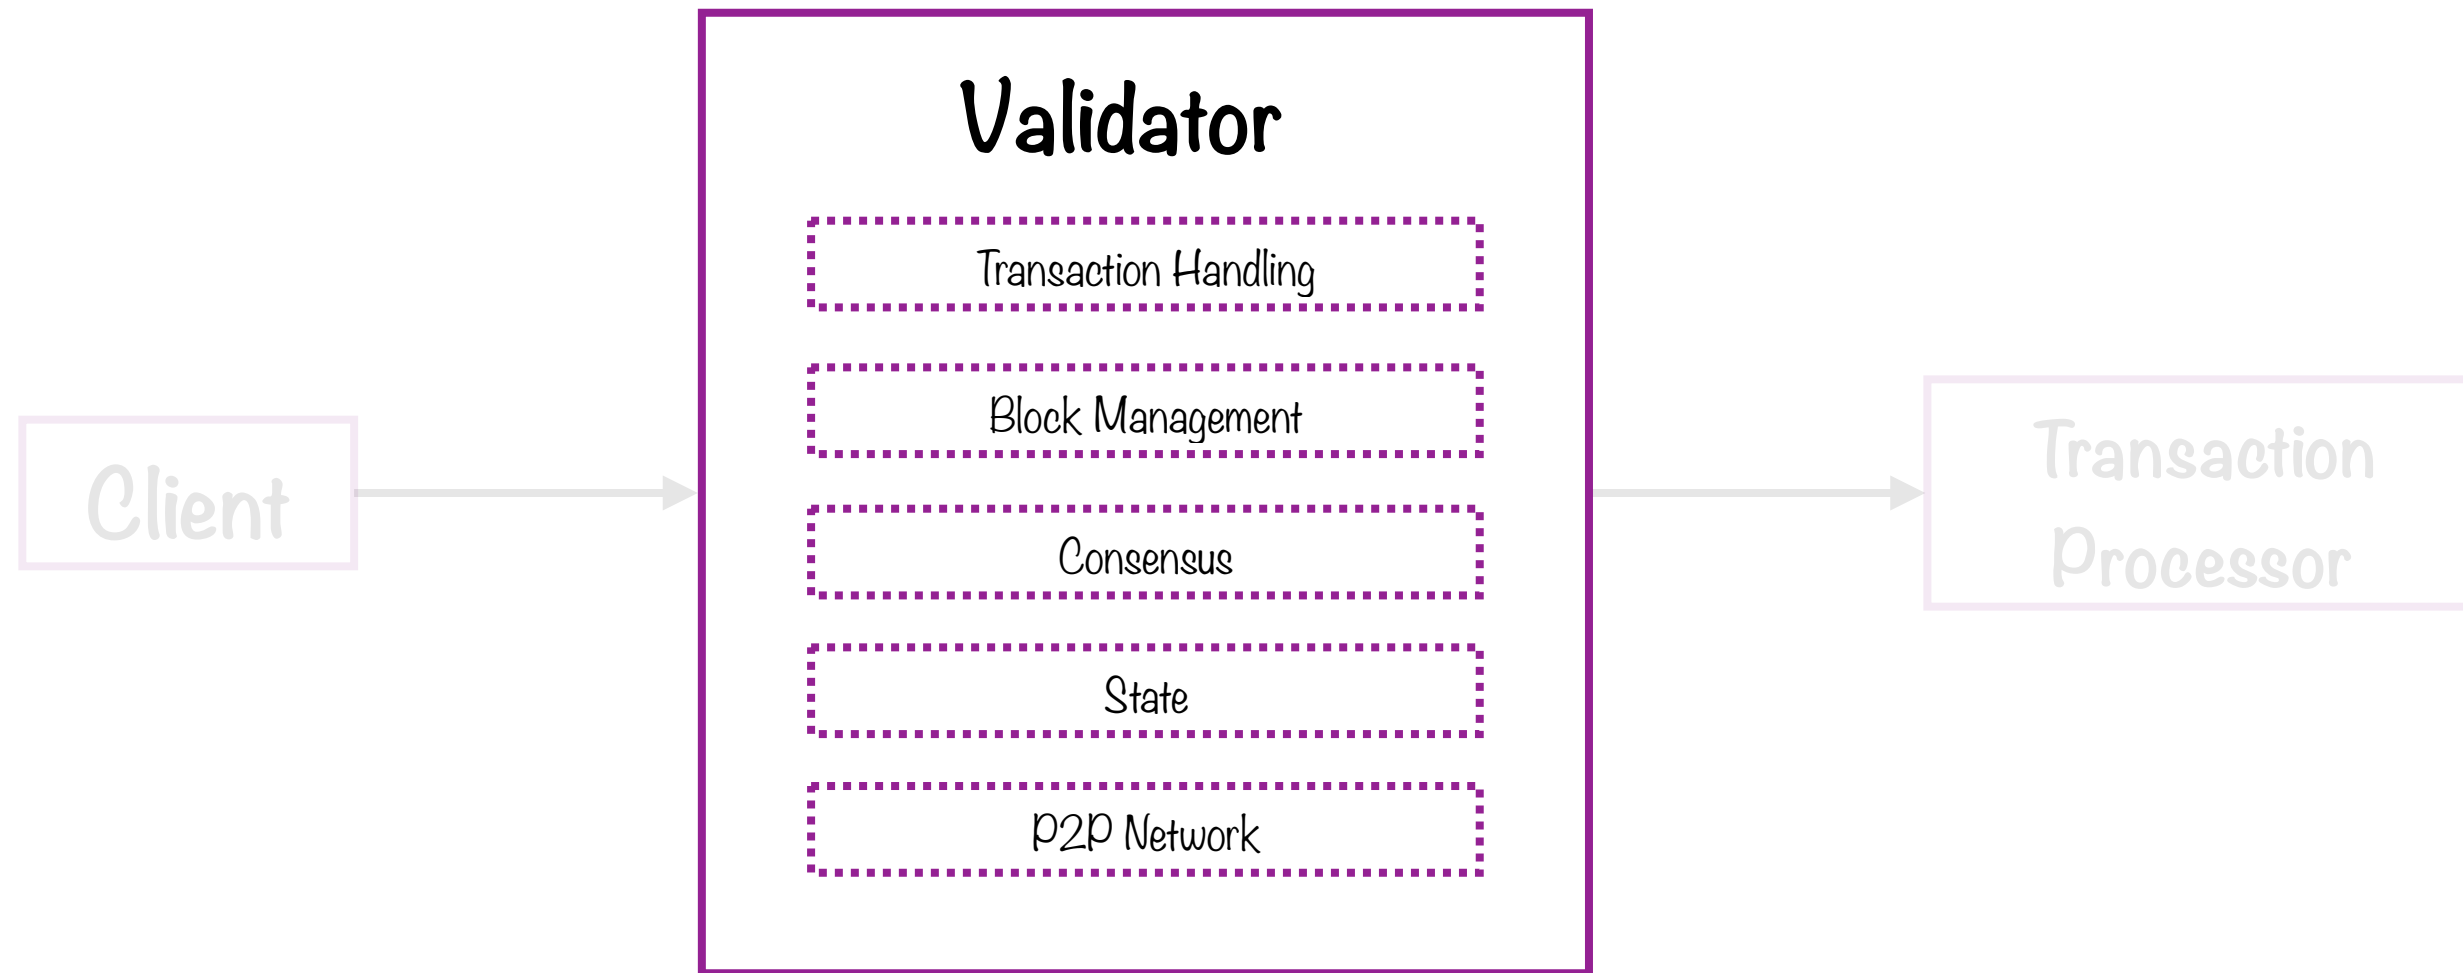 Validator
Transaction Handling
Block Management
Consensus
State
P2P Network
Client
Transaction
Processor